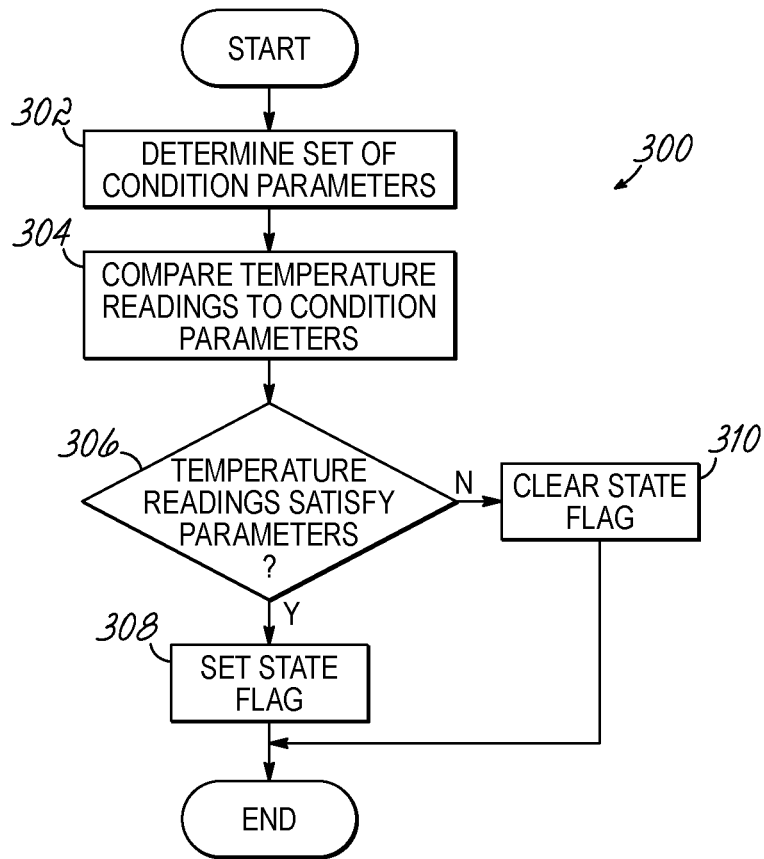 START
302
DETERMINE SET OF
CONDITION PARAMETERS
300
304
COMPARE TEMPERATURE
READINGS TO CONDITION
PARAMETERS
306
TEMPERATURE
READINGS SATISFY
PARAMETERS
?
N
310
CLEAR STATE
FLAG
Y
308
SET STATE
FLAG
END